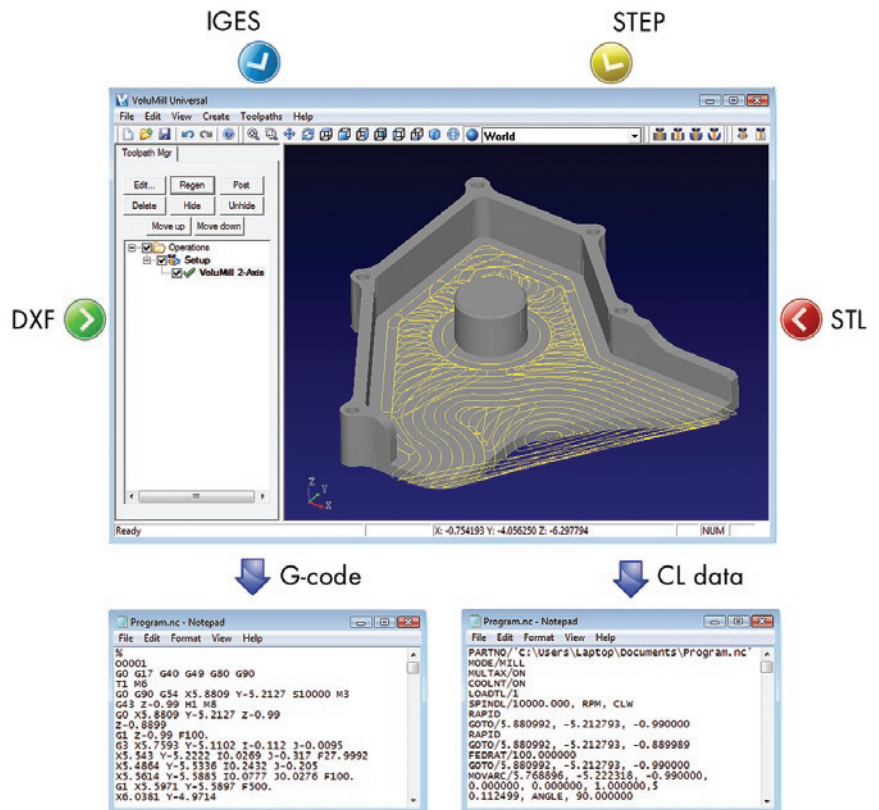 IGES
STEP
VoluMill Universal
File Edit View Create Toolpaths Help
World
Toolpath Mgr
Edit... Regen Post
Delete Hide Unhide
Move up Move down
Operations
Setup
VoluMill 2-Axis
DXF
STL
Z
Y
X
Ready
X: -0.754193 Y: -4.056250 Z: -6.297794
NUM
G-code
CL data
Program.nc - Notepad
File Edit Format View Help
%
O0001
G0 G17 G40 G49 G80 G90
T1 M6
G0 G90 G54 X5.8809 Y-5.2127 S10000 M3
G43 Z-0.99 H1 M8
G0 X5.8809 Y-5.2127 Z-0.99
Z-0.8899
G1 Z-0.99 F100.
G3 X5.7593 Y-5.1102 I-0.112 J-0.0095
X5.543 Y-5.2222 I0.0269 J-0.317 F27.9992
X5.4864 Y-5.5336 I0.2432 J-0.205
X5.5614 Y-5.5885 I0.0777 J0.0276 F100.
G1 X5.5971 Y-5.5897 F500.
X6.0381 Y-4.9714
Program.nc - Notepad
File Edit Format View Help
PARTNO/'C:\Users\Laptop\Documents\Program.nc'
MODE/MILL
MULTAX/ON
COOLNT/ON
LOADTL/1
SPINDL/10000.000, RPM, CLW
RAPID
GOTO/5.880992, -5.212793, -0.990000
RAPID
GOTO/5.880992, -5.212793, -0.889989
FEDRAT/100.000000
GOTO/5.880992, -5.212793, -0.990000
MOVARC/5.768896, -5.222318, -0.990000,
0.000000, 0.000000, 1.000000,$
0.112499, ANGLE, 90.000000